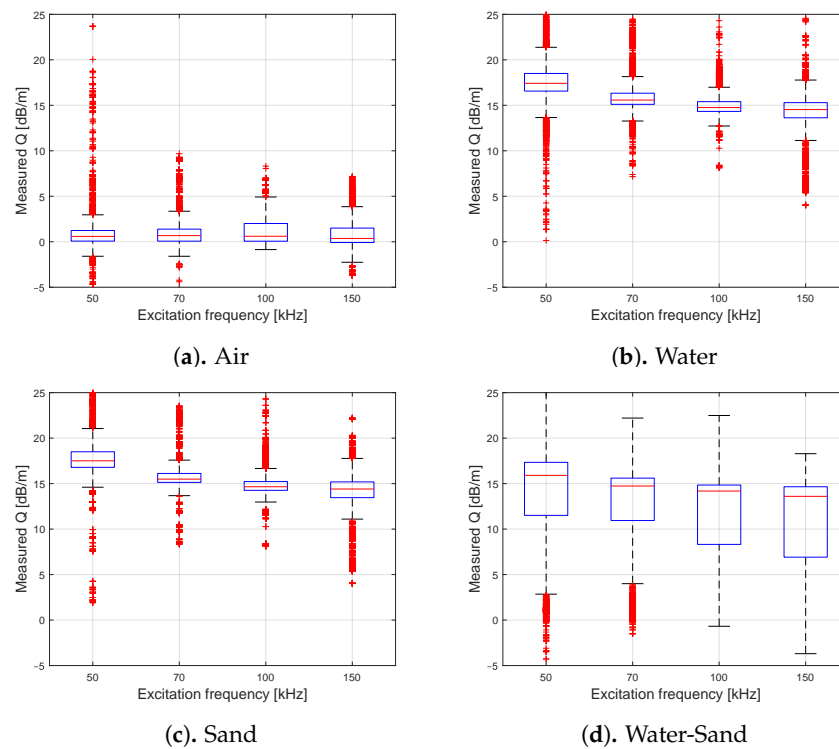 25
20
15
10
5
0
−5
Measured Q [dB/m]
50 70 100 150
Excitation frequency [kHz]
(a). Air
25
20
15
10
5
0
−5
Measured Q [dB/m]
50 70 100 150
Excitation frequency [kHz]
(b). Water
25
20
15
10
5
0
−5
Measured Q [dB/m]
50 70 100 150
Excitation frequency [kHz]
(c). Sand
25
20
15
10
5
0
−5
Measured Q [dB/m]
50 70 100 150
Excitation frequency [kHz]
(d). Water-Sand